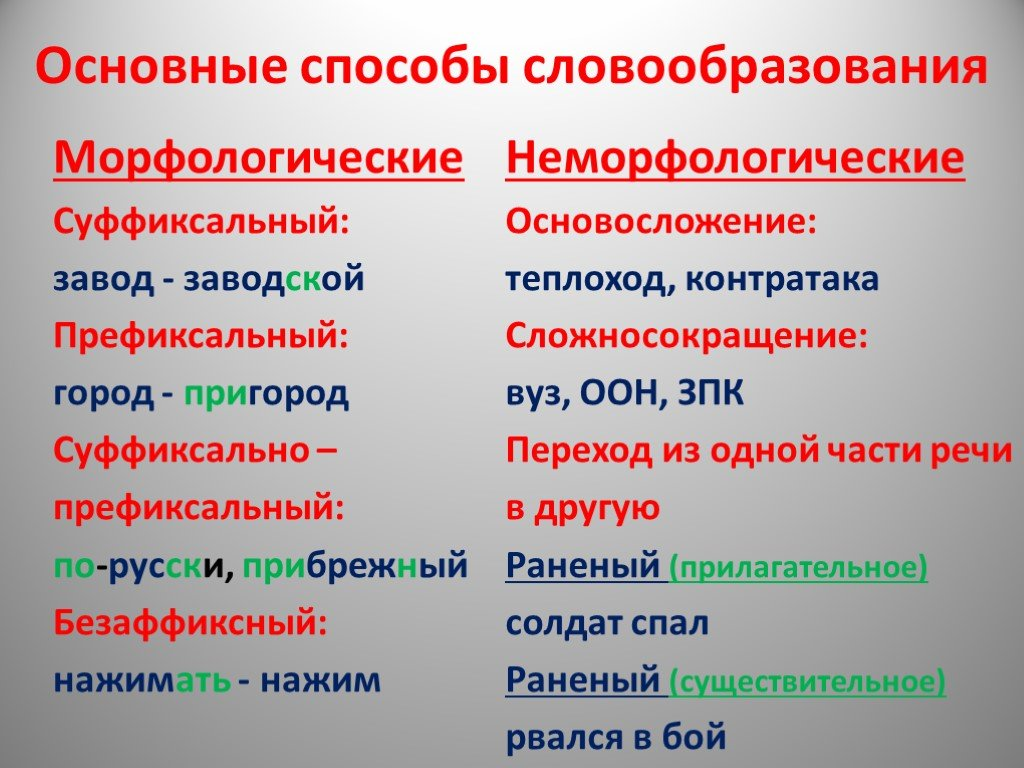 Основные способы словообразования
Морфологические
Суффиксальный:
завод - заводской
Префиксальный:
город - пригород
Суффиксально –
префиксальный:
по-русски, прибрежный
Безаффиксный:
нажимать - нажим
Неморфологические
Основосложение:
теплоход, контратака
Сложносокращение:
вуз, ООН, ЗПК
Переход из одной части речи
в другую
Раненый (прилагательное)
солдат спал
Раненый (существительное)
рвался в бой